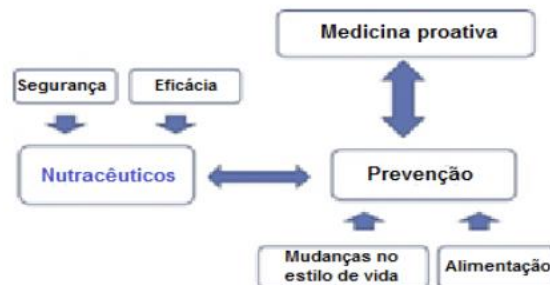 Medicina proativa
Segurança
Eficácia
Nutracêuticos
Prevenção
Mudanças no
estilo de vida
Alimentação